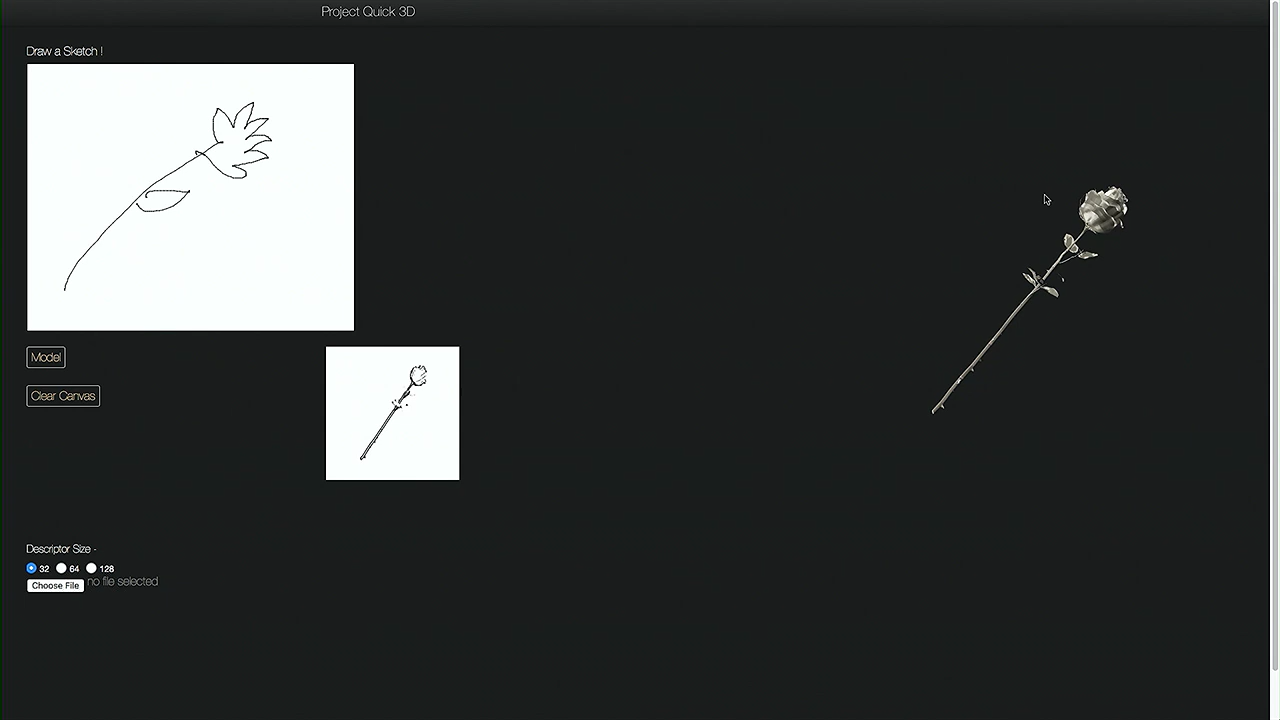 Project Quick 3D
Draw a Sketch !
Model
Clear Canvas
Descriptor Size -
32 64 128
Choose File no file selected